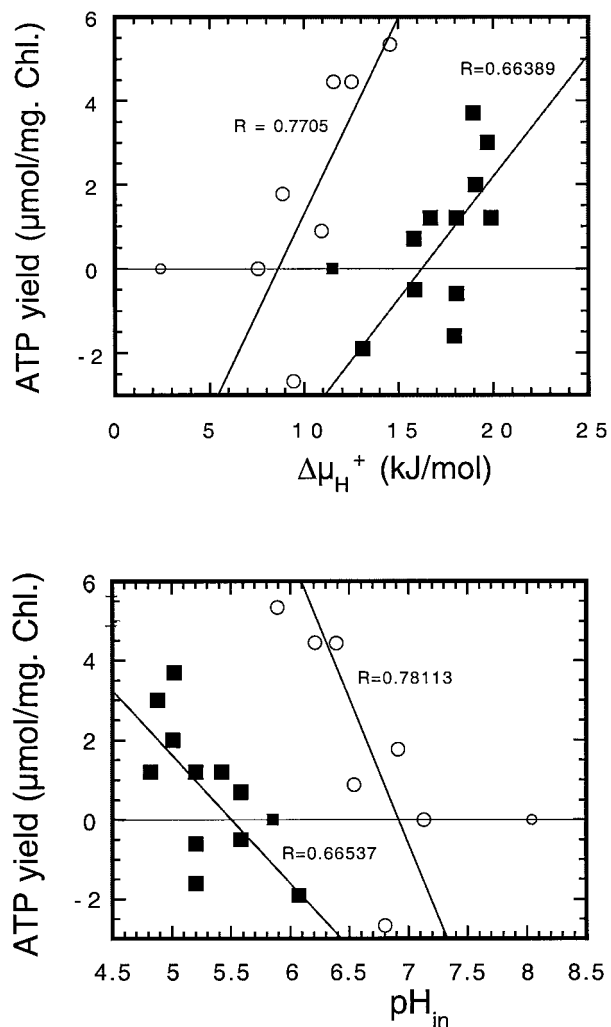 ATP yield (µmol/mg. Chl.)
6
4
2
0
-2
R=0.66389
R = 0.7705
0 5 10 15 20 25
Δµ_H^+ (kJ/mol)
ATP yield (µmol/mg. Chl.)
6
4
2
0
-2
R=0.78113
R=0.66537
4.5 5 5.5 6 6.5 7 7.5 8 8.5
pH_in